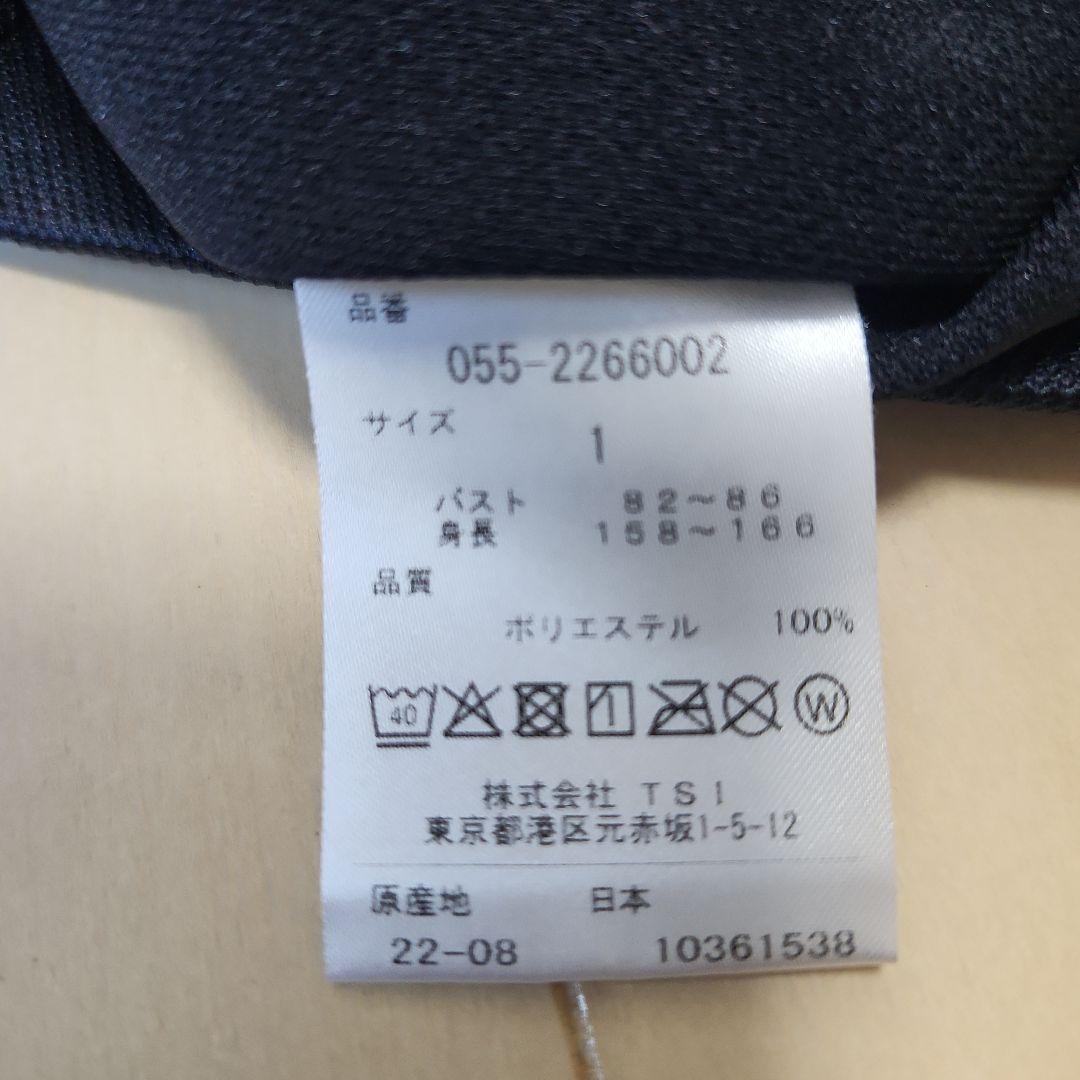 品番
055-2266002
サイズ
1
バスト 82～86
身長 158～166
品質
ポリエステル 100%
40 W
株式会社 TSI
東京都港区元赤坂1-5-12
原産地 日本
22-08 10361538